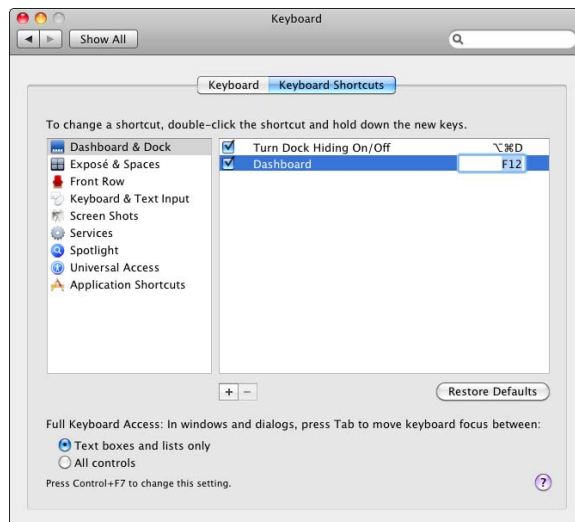 Keyboard
Show All
Keyboard Keyboard Shortcuts
To change a shortcut, double-click the shortcut and hold down the new keys.
Dashboard & Dock
Exposé & Spaces
Front Row
Keyboard & Text Input
Screen Shots
Services
Spotlight
Universal Access
Application Shortcuts
Turn Dock Hiding On/Off ⌥⌘D
Dashboard F12
+ −
Restore Defaults
Full Keyboard Access: In windows and dialogs, press Tab to move keyboard focus between:
Text boxes and lists only
All controls
Press Control+F7 to change this setting.
?